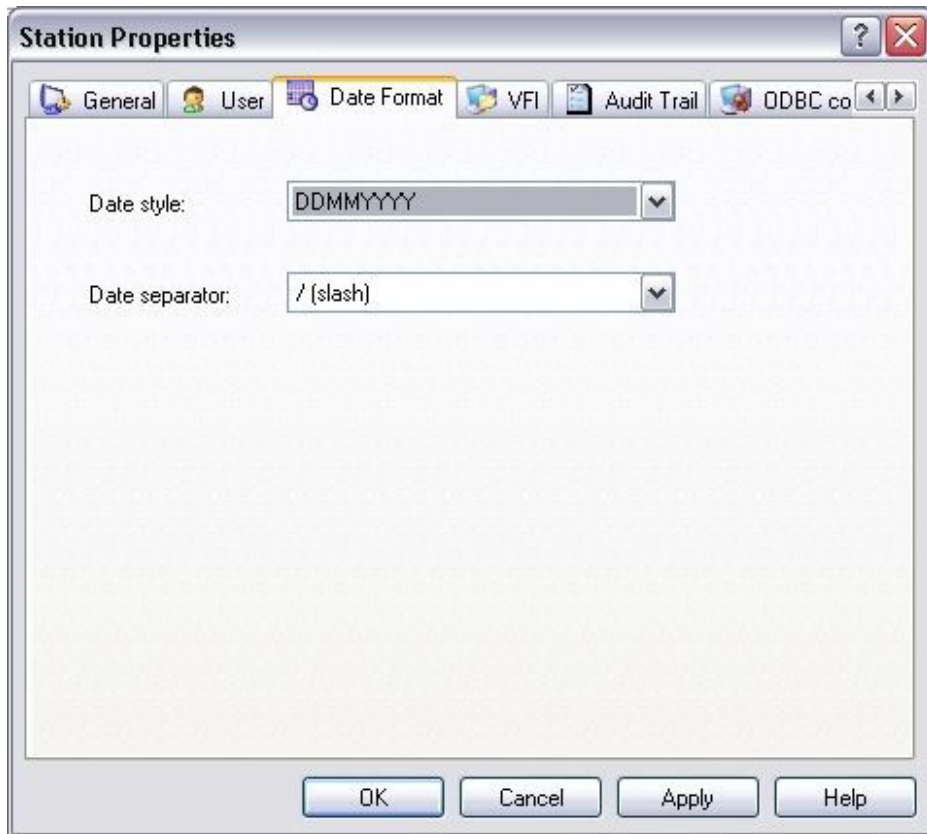 Station Properties
General User Date Format VFI Audit Trail ODBC co
Date style: DDMMYYYY
Date separator: / (slash)
OK Cancel Apply Help